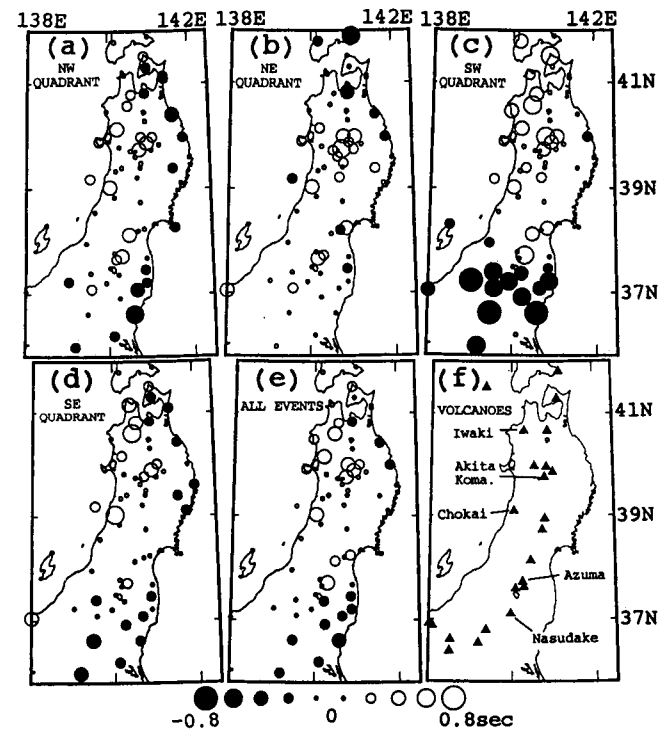 138E 142E 142E 138E 142E
(a) (b) (c)
NW QUADRANT
NE QUADRANT
SW QUADRANT
41N
39N
37N
(d) (e) (f)
SE QUADRANT
ALL EVENTS
VOLCANOES
41N
Iwaki
Akita Koma.
Chokai
39N
Azuma
37N
Nasudake
-0.8 0 0.8sec